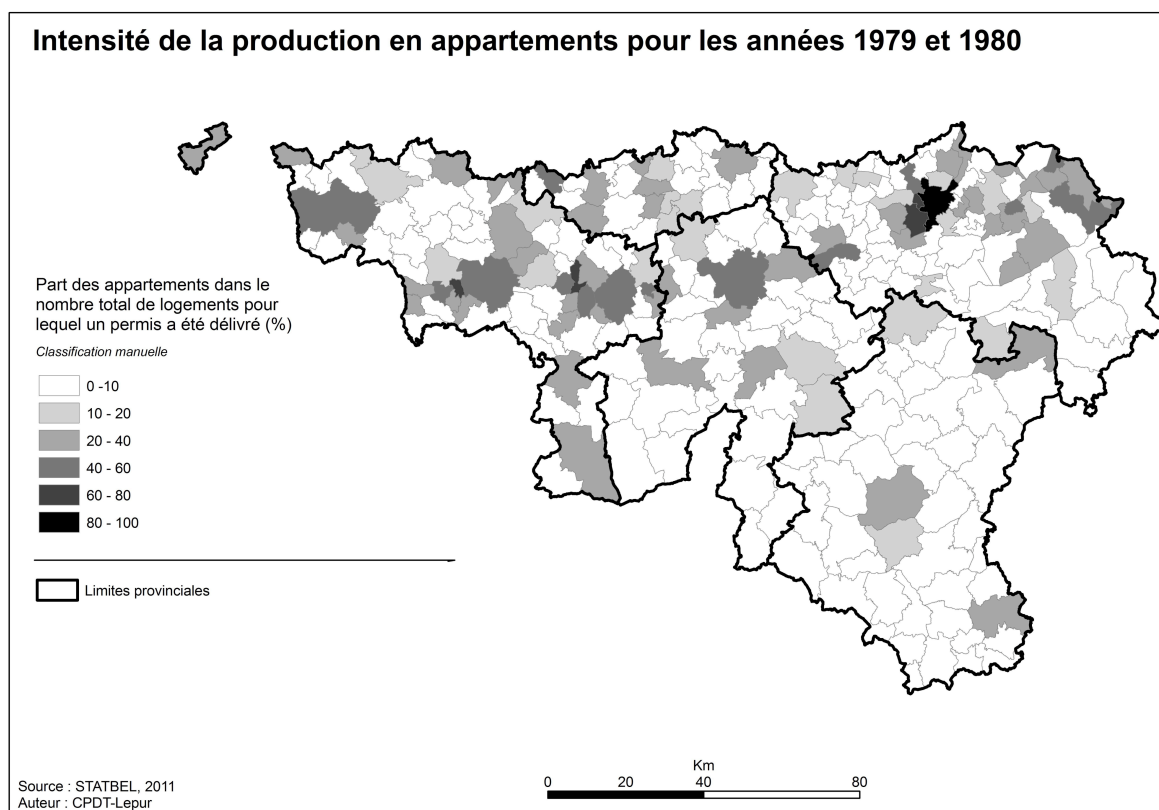 Intensité de la production en appartements pour les années 1979 et 1980
Part des appartements dans le
nombre total de logements pour
lequel un permis a été délivré (%)
Classification manuelle
0 -10
10 - 20
20 - 40
40 - 60
60 - 80
80 - 100
Limites provinciales
Km
0 20 40 80
Source : STATBEL, 2011
Auteur : CPDT-Lepur